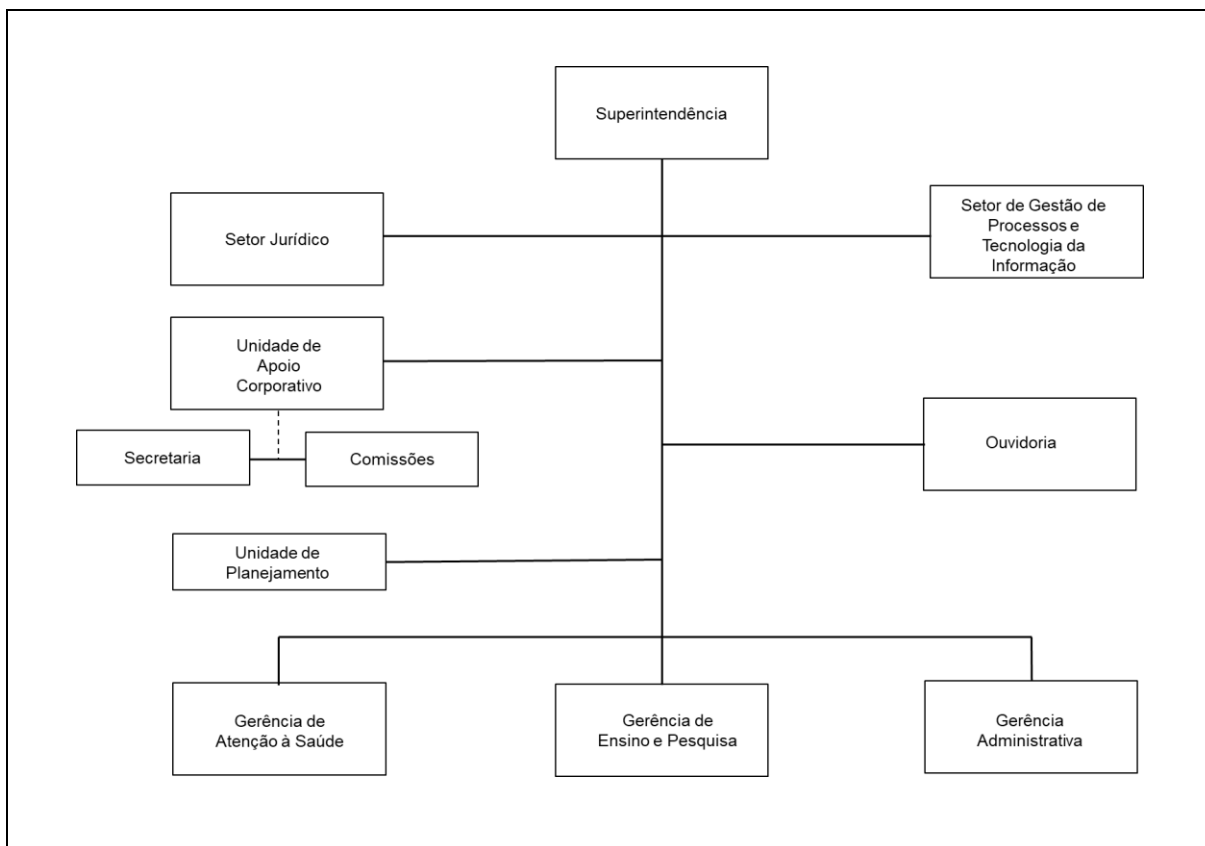 Superintendência
Setor Jurídico
Setor de Gestão de
Processos e
Tecnologia da
Informação
Unidade de
Apoio
Corporativo
Secretaria
Comissões
Ouvidoria
Unidade de
Planejamento
Gerência de
Atenção à Saúde
Gerência de
Ensino e Pesquisa
Gerência
Administrativa